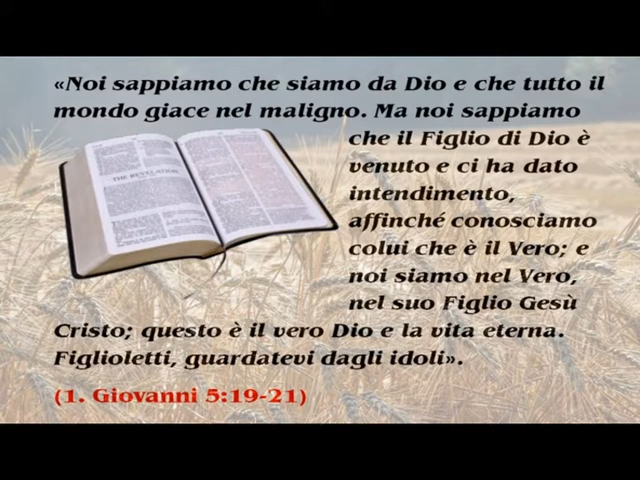 «Noi sappiamo che siamo da Dio e che tutto il
mondo giace nel maligno. Ma noi sappiamo
che il Figlio di Dio è
venuto e ci ha dato
intendimento,
affinché conosciamo
colui che è il Vero; e
noi siamo nel Vero,
nel suo Figlio Gesù
Cristo; questo è il vero Dio e la vita eterna.
Figlioletti, guardatevi dagli idoli».
(1. Giovanni 5:19-21)
THE REVELATION